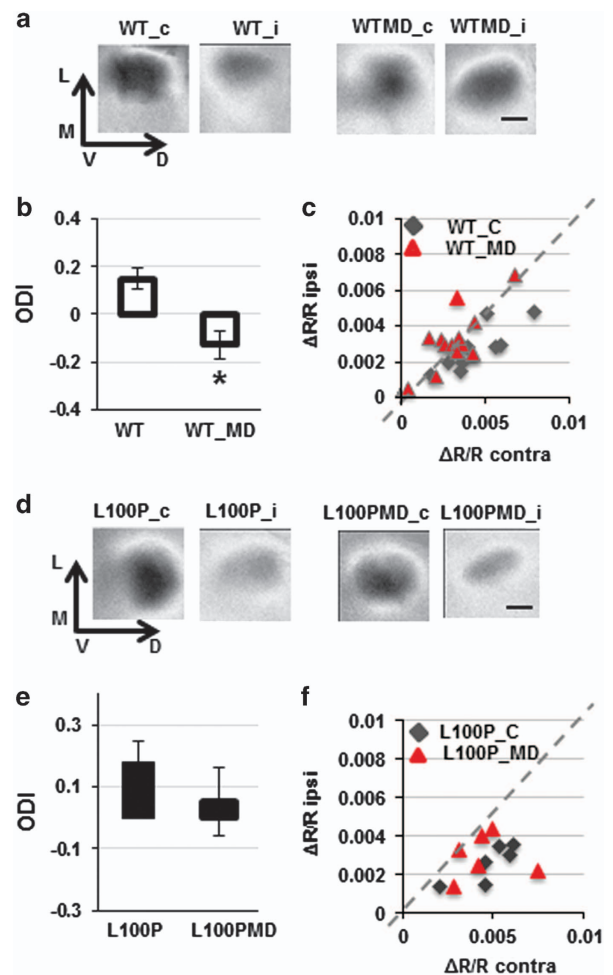 a
WT_c WT_i WTMD_c WTMD_i
L
M
V D
b
0.4
0.2
0
-0.2
-0.4
ODI
*
WT WT_MD
c
0.01
0.008
0.006
0.004
0.002
0
ΔR/R ipsi
WT_C
WT_MD
0 0.005 0.01
ΔR/R contra
d
L100P_c L100P_i L100PMD_c L100PMD_i
L
M
V D
e
0.3
0.1
-0.1
-0.3
ODI
L100P L100PMD
f
0.01
0.008
0.006
0.004
0.002
0
ΔR/R ipsi
L100P_C
L100P_MD
0 0.005 0.01
ΔR/R contra